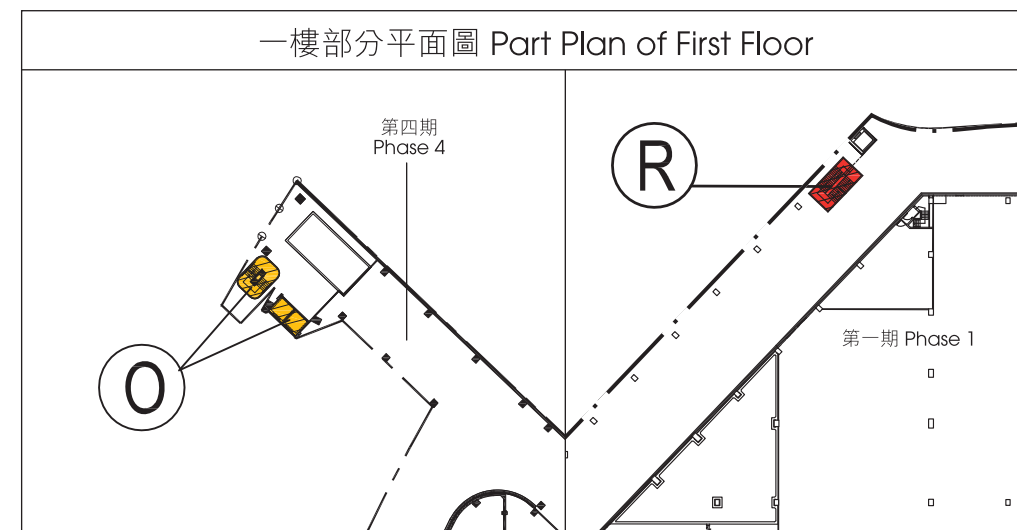 一樓部分平面圖 Part Plan of First Floor
第四期
Phase 4
R
第一期 Phase 1
O